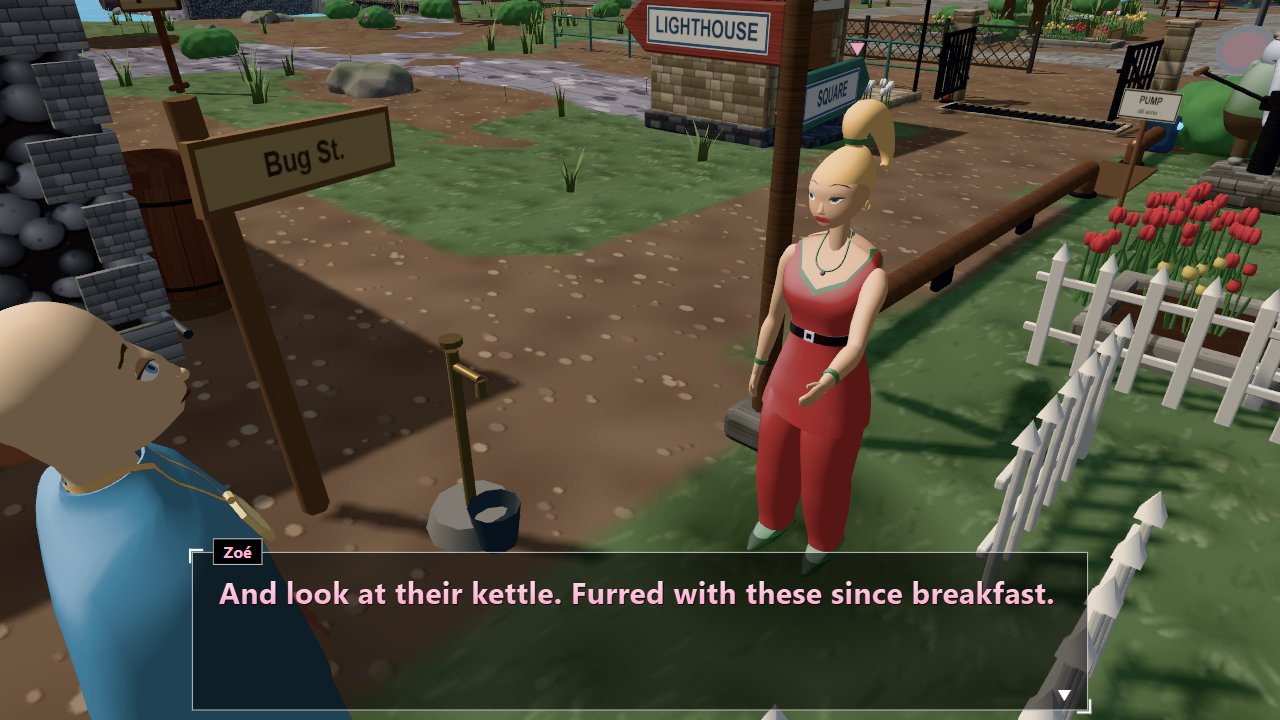 LIGHTHOUSE
SQUARE
PUMP
Bug St.
Zoé
And look at their kettle. Furred with these since breakfast.